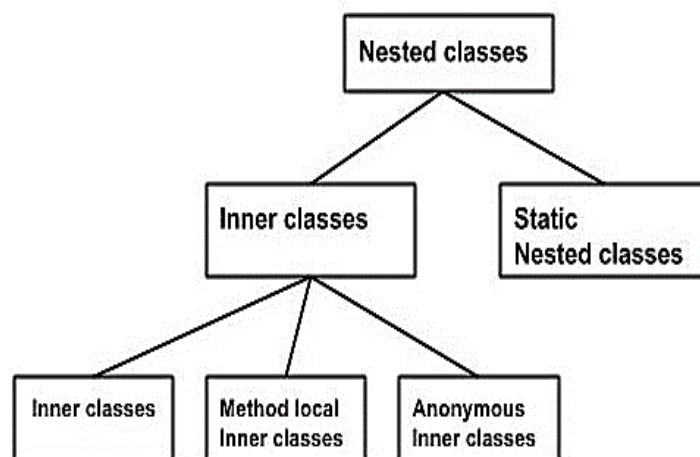 Nested classes
Inner classes
Static
Nested classes
Inner classes
Method local
Inner classes
Anonymous
Inner classes